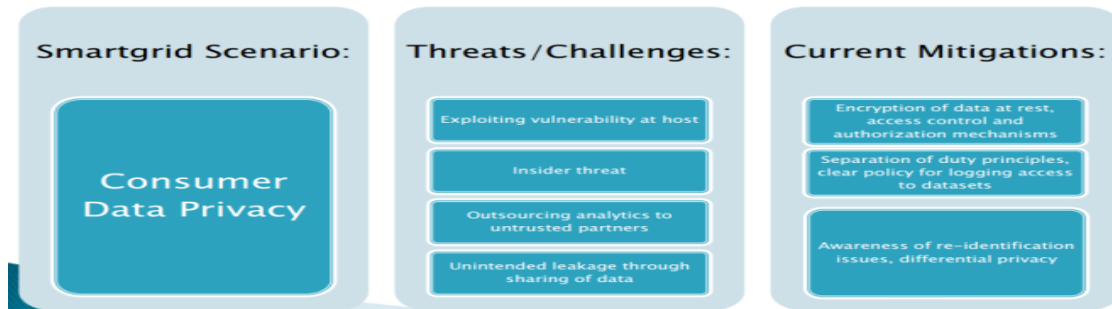 Smartgrid Scenario:
Consumer
Data Privacy
Threats/Challenges:
Exploiting vulnerability at host
Insider threat
Outsourcing analytics to
untrusted partners
Unintended leakage through
sharing of data
Current Mitigations:
Encryption of data at rest,
access control and
authorization mechanisms
Separation of duty principles,
clear policy for logging access
to datasets
Awareness of re-identification
issues, differential privacy